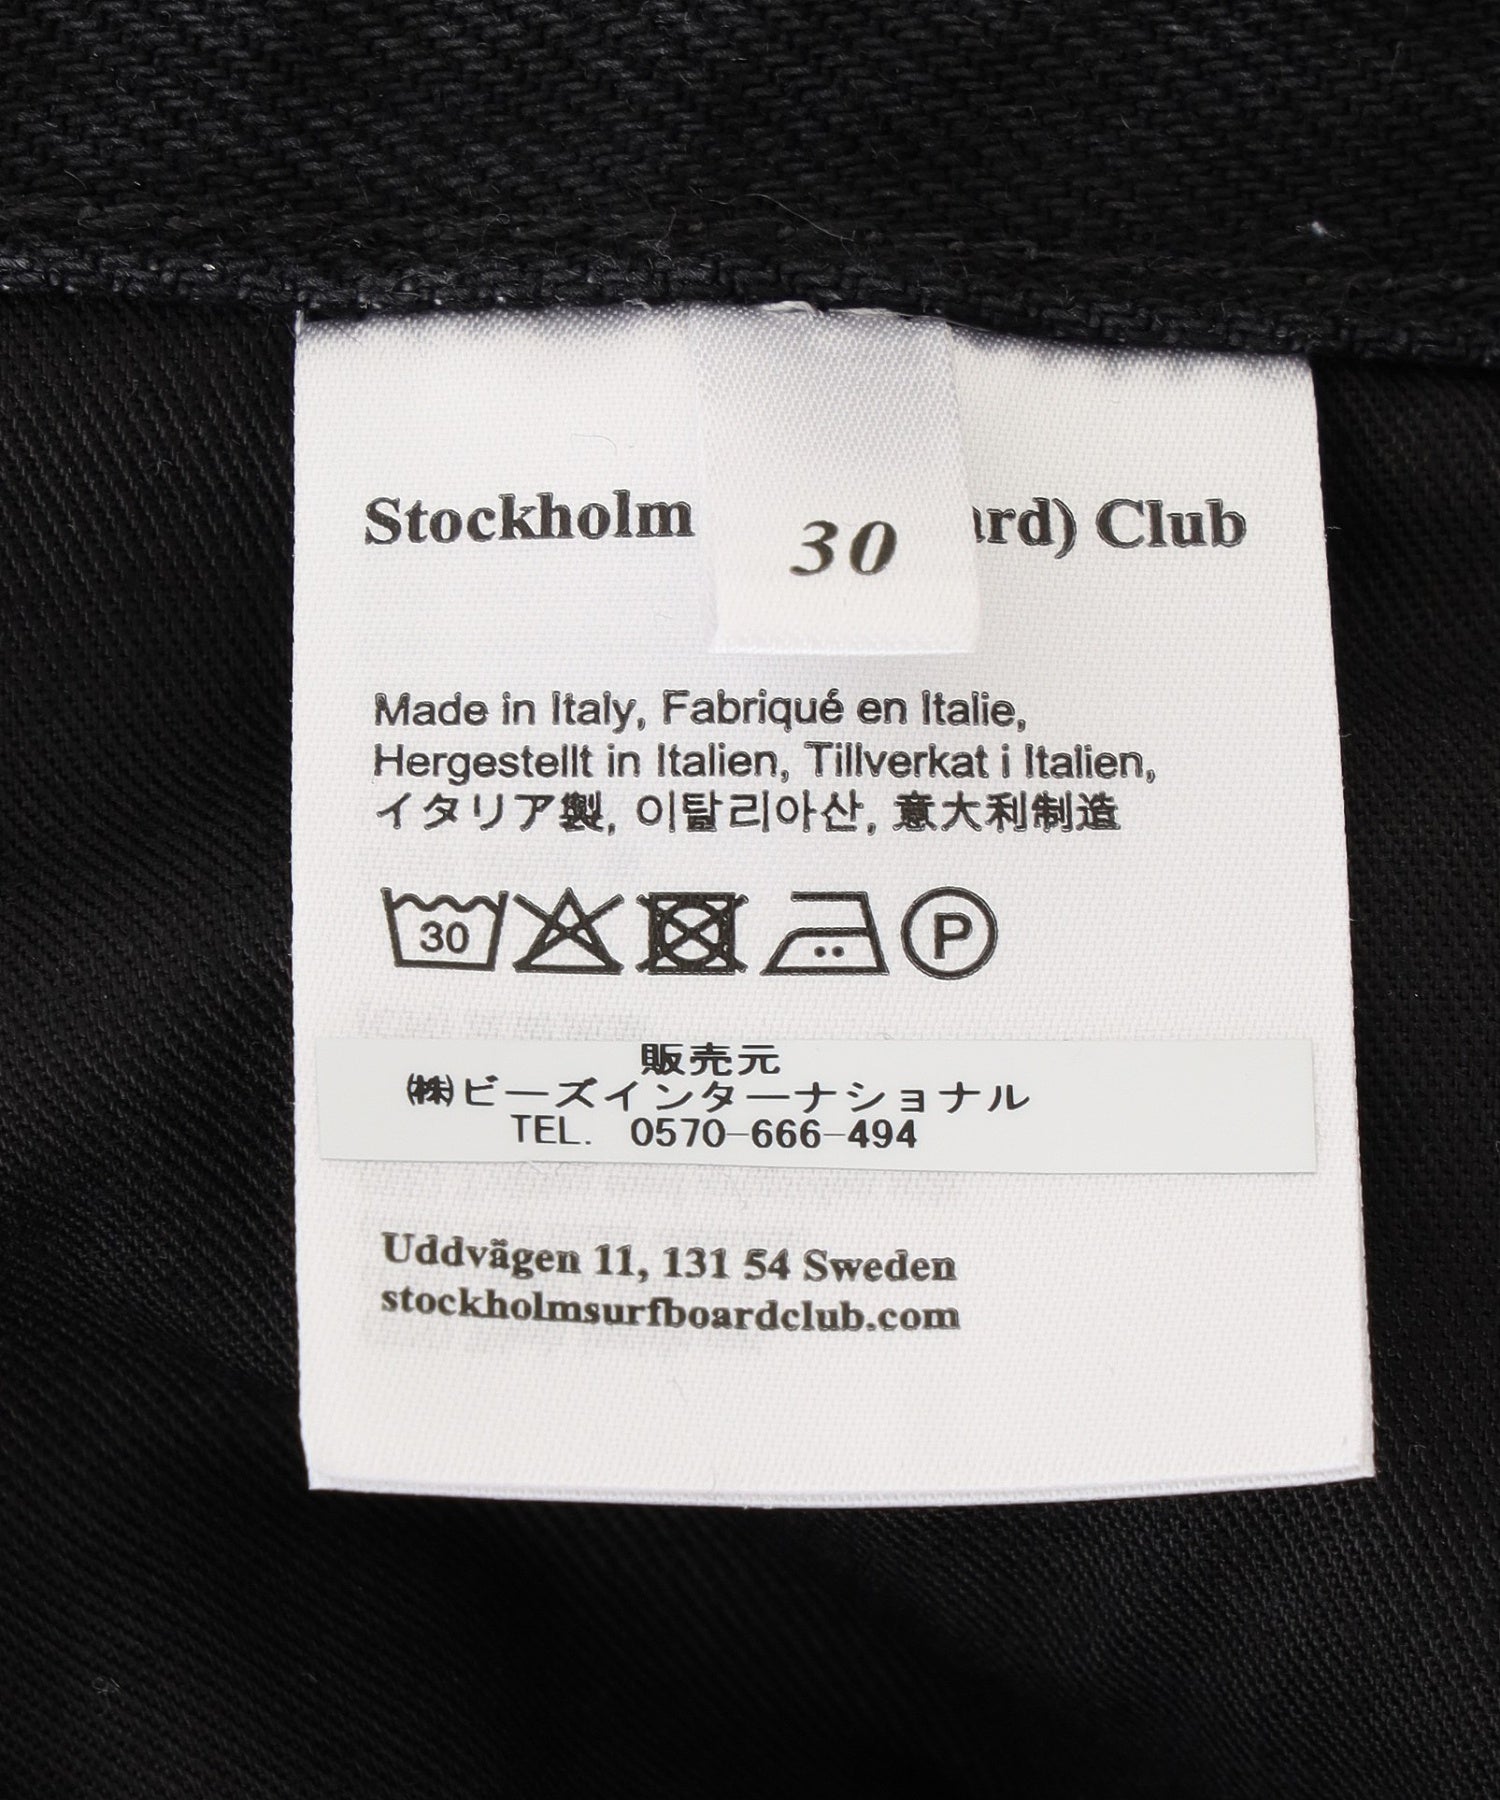 Stockholm ard) Club
30
Made in Italy, Fabriqué en Italie,
Hergestellt in Italien, Tillverkat i Italien,
イタリア製, 이탈리아산, 意大利制造
30 P
販売元
㈱ビーズインターナショナル
TEL. 0570-666-494
Uddvägen 11, 131 54 Sweden
stockholmsurfboardclub.com